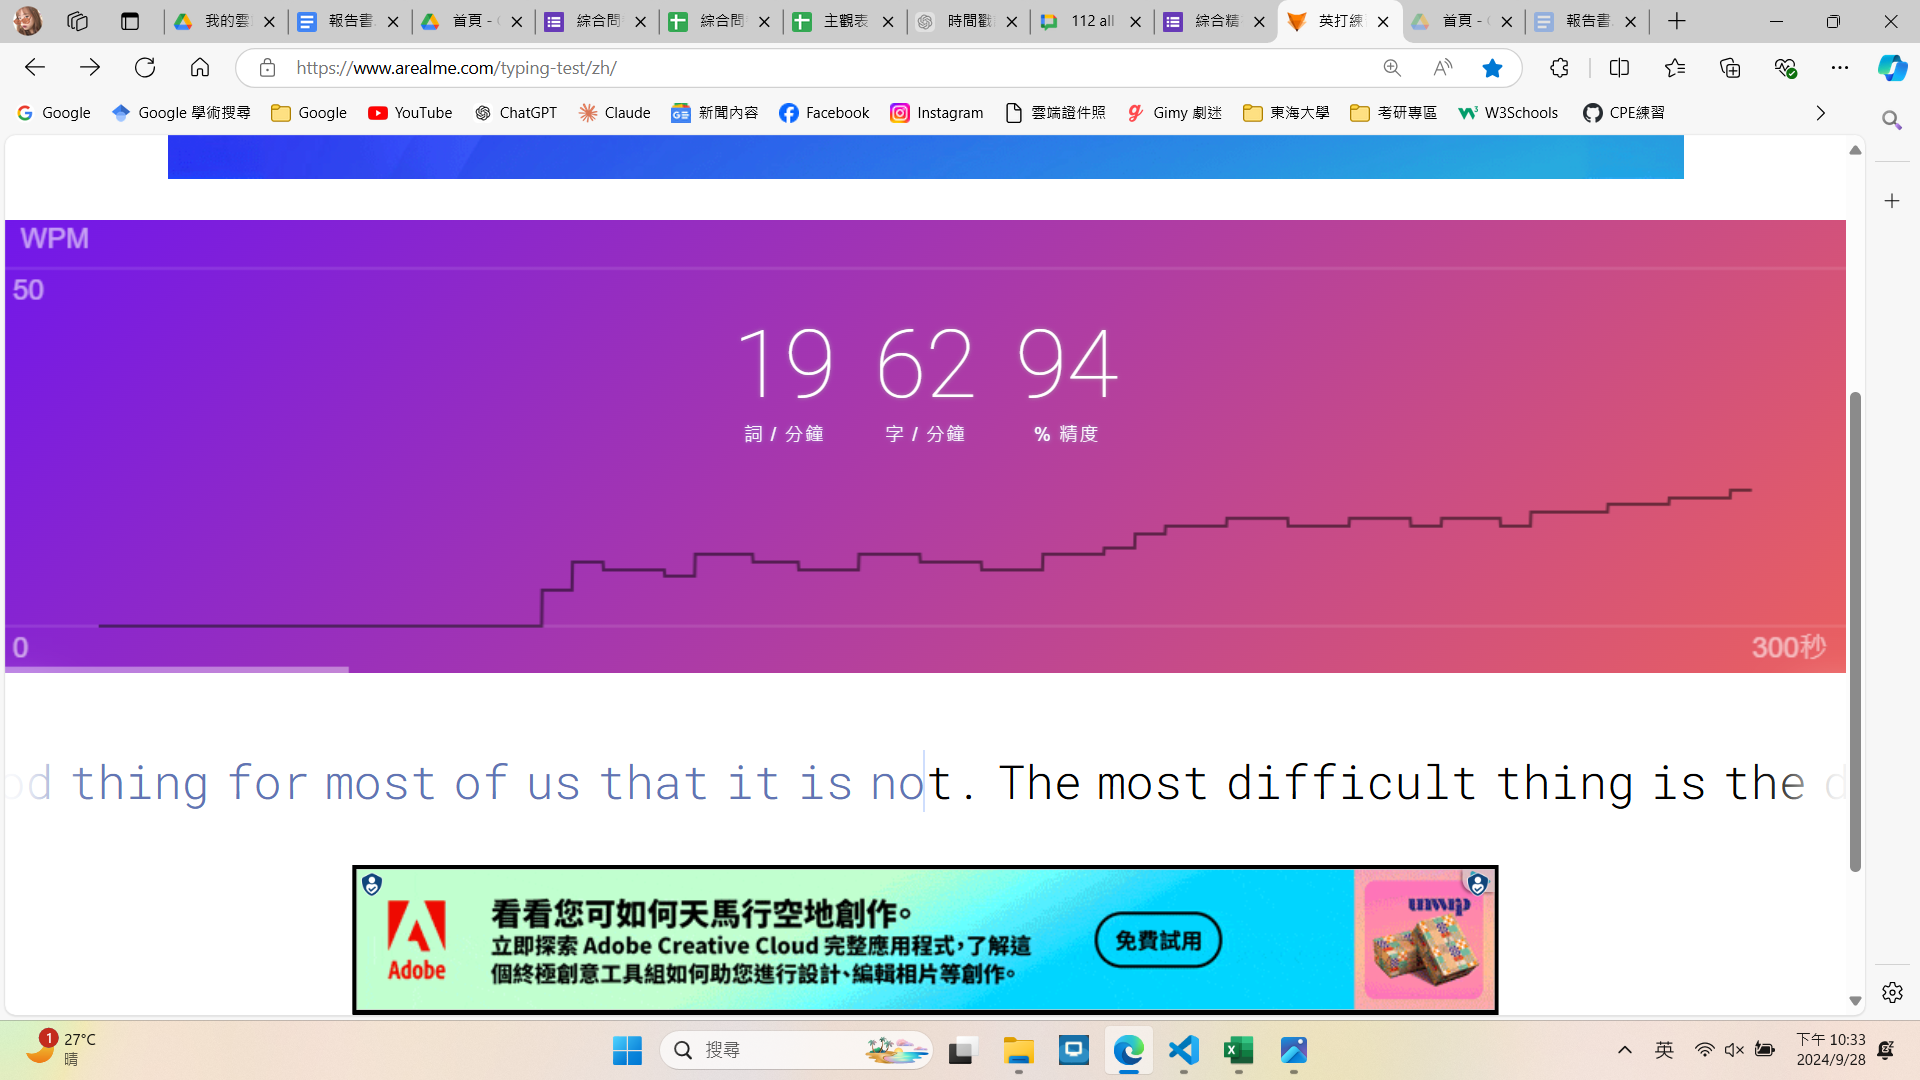 我的雲
報告書
首頁 - 
綜合問
綜合問
主觀表
時間戳
112 all
綜合精
英打練
首頁 - 
報告書
https://www.arealme.com/typing-test/zh/
Google
Google 學術搜尋
Google
YouTube
ChatGPT
Claude
新聞內容
Facebook
Instagram
雲端證件照
Gimy 劇迷
東海大學
考研專區
W3Schools
CPE練習
WPM
50
19 62 94
詞 / 分鐘 字 / 分鐘 % 精度
0
300秒
od thing for most of us that it is not. The most difficult thing is the d
看看您可如何天馬行空地創作。
立即探索 Adobe Creative Cloud 完整應用程式，了解這
個終極創意工具組如何助您進行設計、編輯相片等創作。
Adobe
免費試用
unwrp
1
27°C
晴
搜尋
英
下午 10:33
2024/9/28